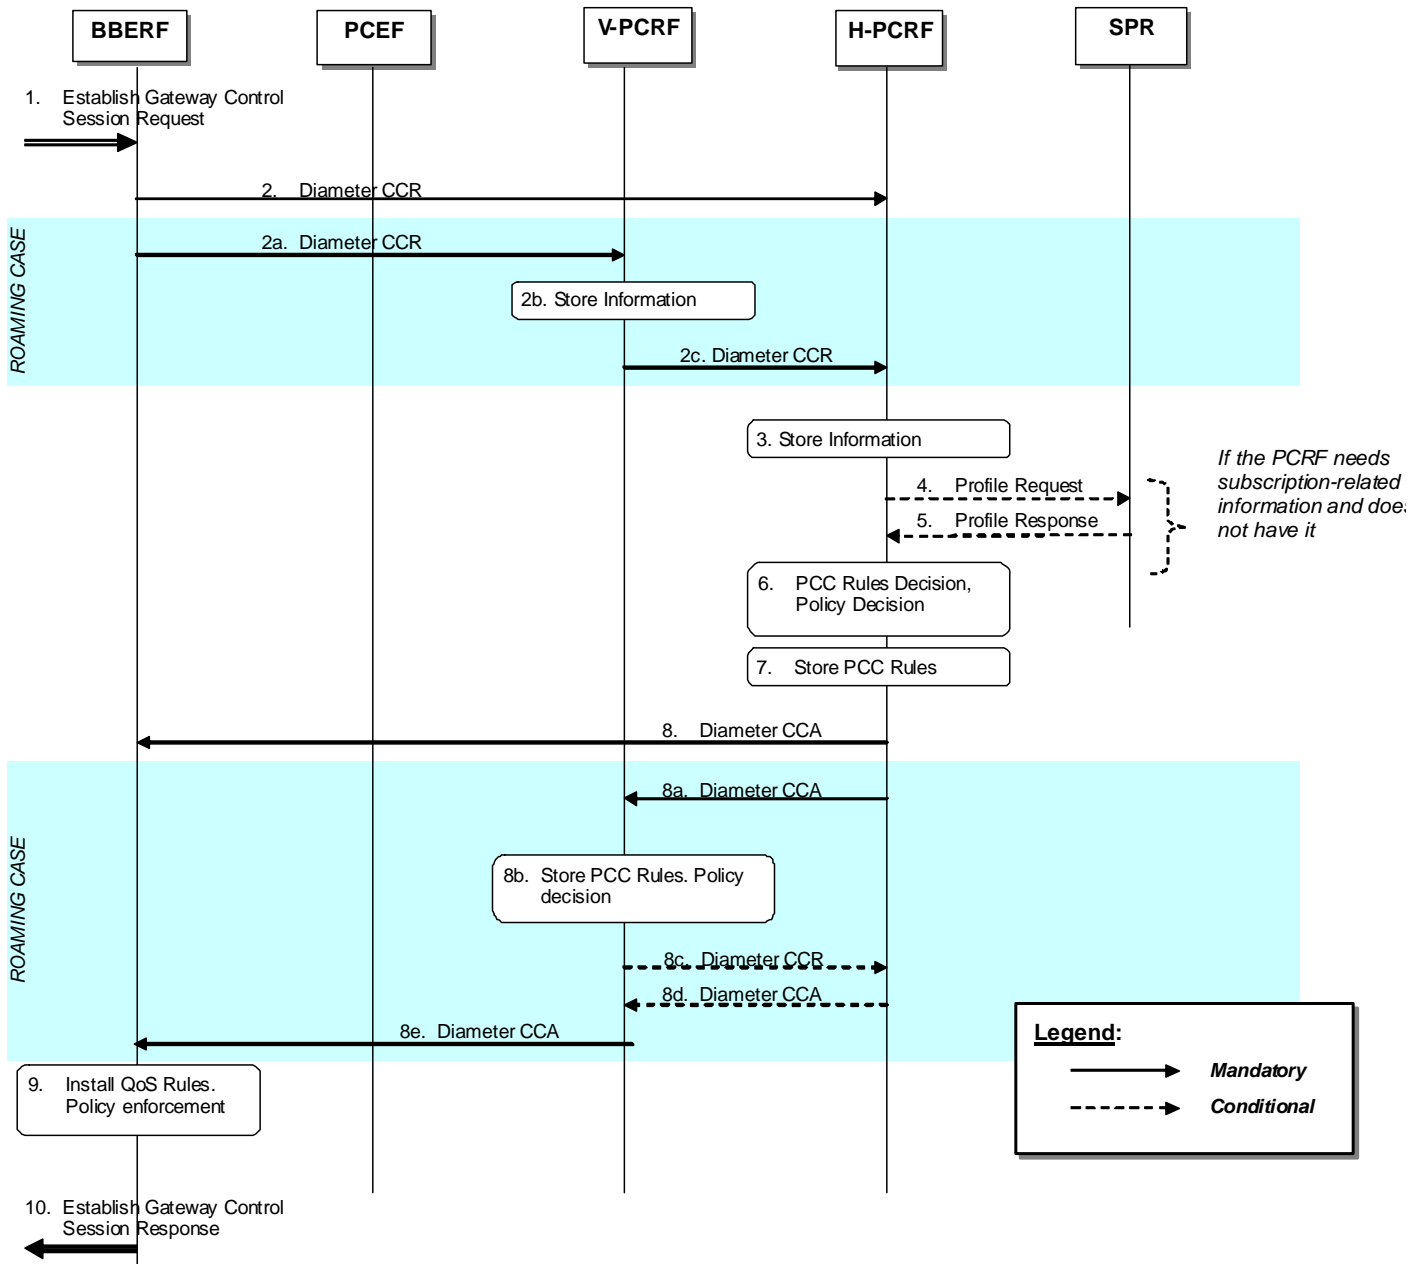 BBERF
PCEF
V-PCRF
H-PCRF
SPR
1. Establish Gateway Control
Session Request
2. Diameter CCR
ROAMING CASE
2a. Diameter CCR
2b. Store Information
2c. Diameter CCR
3. Store Information
4. Profile Request
5. Profile Response
If the PCRF needs
subscription-related
information and does
not have it
6. PCC Rules Decision,
Policy Decision
7. Store PCC Rules
8. Diameter CCA
ROAMING CASE
8a. Diameter CCA
8b. Store PCC Rules. Policy
decision
8c. Diameter CCR
8d. Diameter CCA
8e. Diameter CCA
Legend:
Mandatory
Conditional
9. Install QoS Rules.
Policy enforcement
10. Establish Gateway Control
Session Response